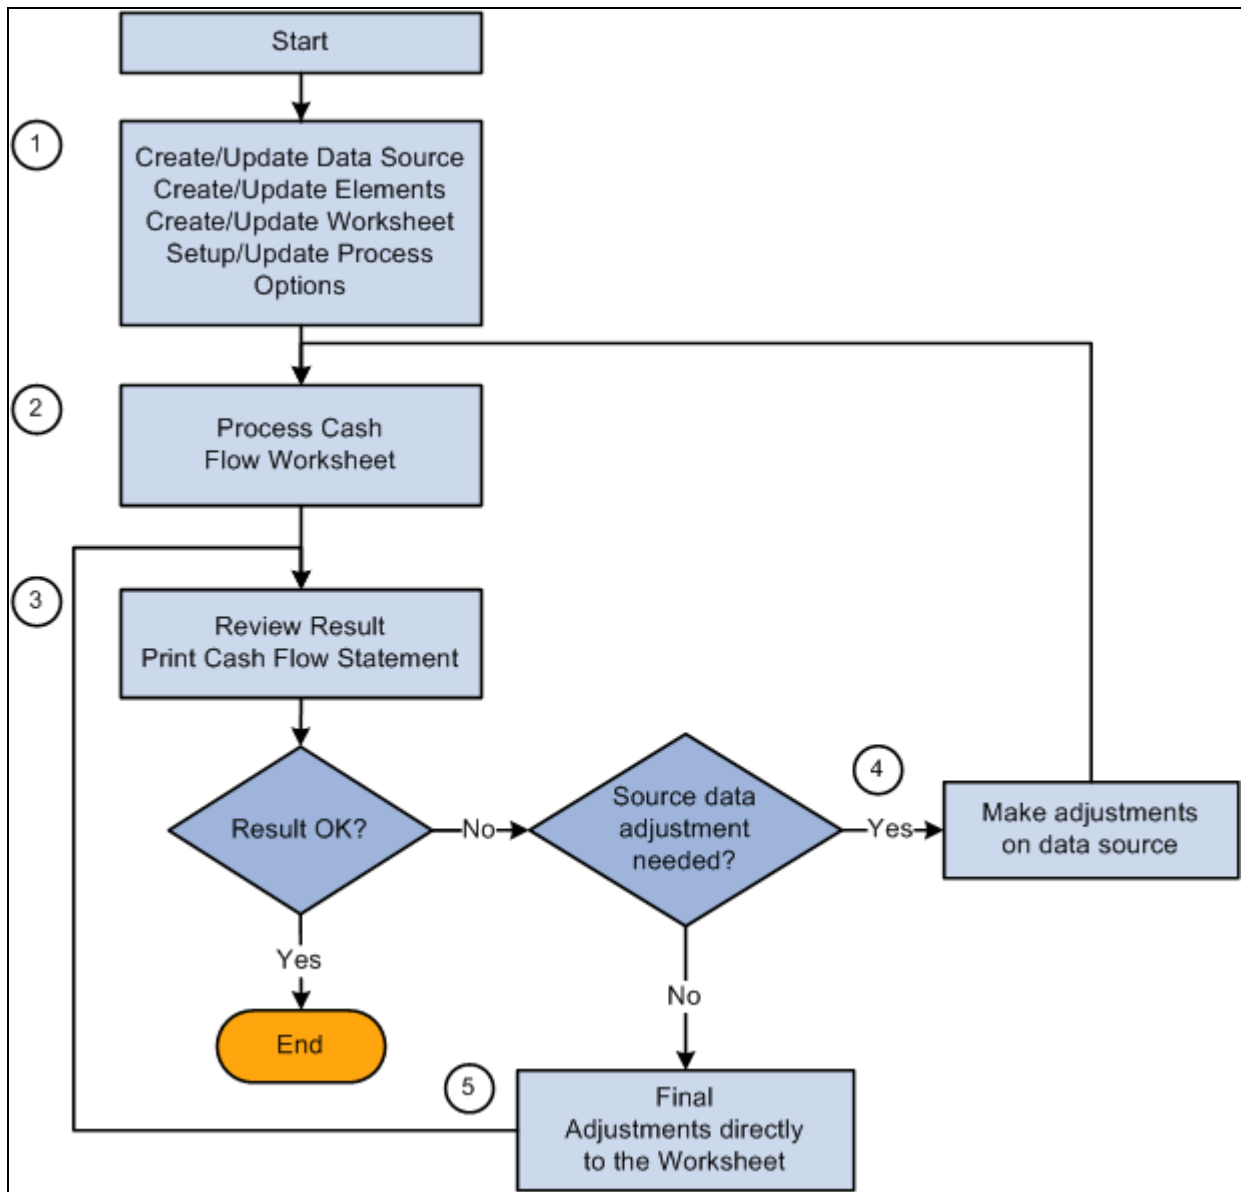 Start
1
Create/Update Data Source
Create/Update Elements
Create/Update Worksheet
Setup/Update Process
Options
2
Process Cash
Flow Worksheet
3
Review Result
Print Cash Flow Statement
Result OK?
No
Source data
adjustment
needed?
4
Yes
Make adjustments
on data source
Yes
End
No
5
Final
Adjustments directly
to the Worksheet